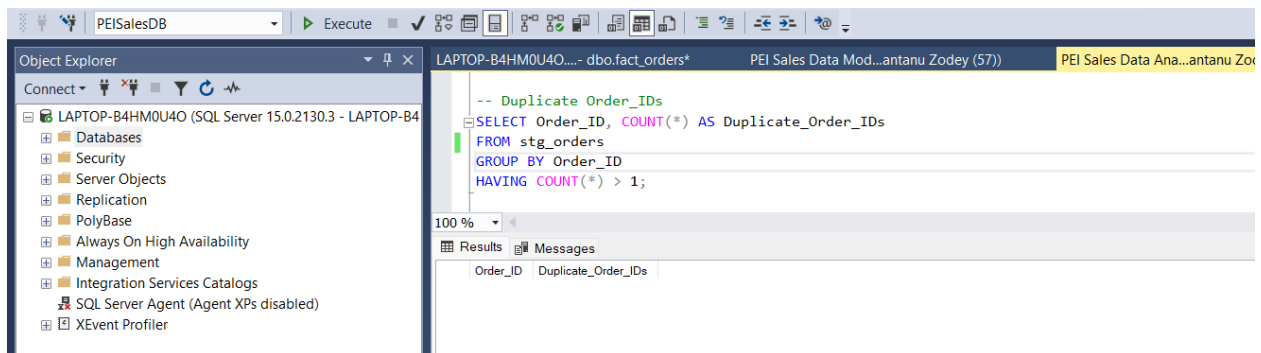 PEISalesDB
Execute
Object Explorer
Connect
LAPTOP-B4HM0U4O (SQL Server 15.0.2130.3 - LAPTOP-B4
Databases
Security
Server Objects
Replication
PolyBase
Always On High Availability
Management
Integration Services Catalogs
SQL Server Agent (Agent XPs disabled)
XEvent Profiler
LAPTOP-B4HM0U4O....- dbo.fact_orders*
PEI Sales Data Mod...antanu Zodey (57))
PEI Sales Data Ana...antanu Zo
-- Duplicate Order_IDs
SELECT Order_ID, COUNT(*) AS Duplicate_Order_IDs
FROM stg_orders
GROUP BY Order_ID
HAVING COUNT(*) > 1;
100 %
Results
Messages
Order_ID
Duplicate_Order_IDs